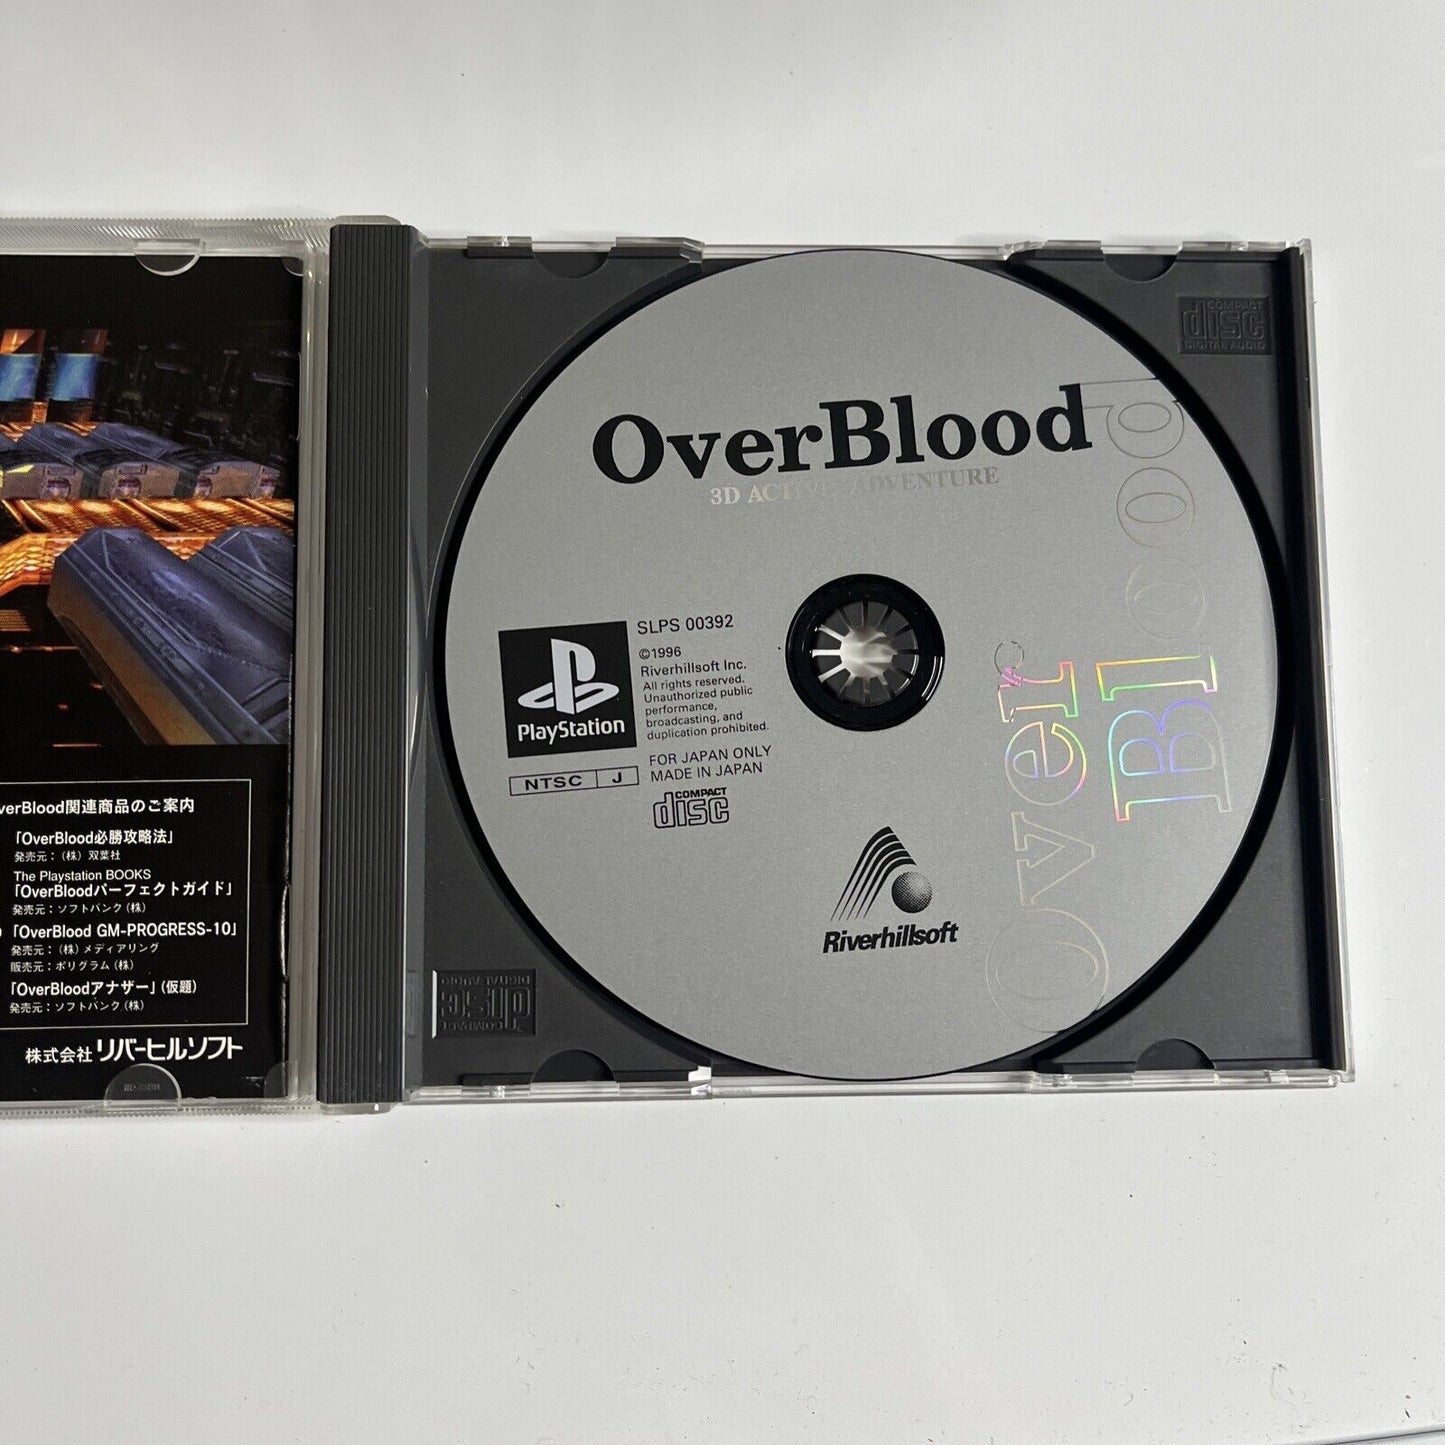 verBlood関連商品のご案内
「OverBlood必勝攻略法」
発売元：（株）双葉社
The Playstation BOOKS
「OverBloodパーフェクトガイド」
発売元：ソフトバンク（株）
「OverBlood GM-PROGRESS-10」
発売元：（株）メディアリング
販売元：ポリグラム（株）
「OverBloodアナザー」（仮題）
発売元：ソフトバンク（株）
株式会社 リバーヒルソフト
OverBlood
3D ACTION ADVENTURE
PlayStation
SLPS 00392
©1996
Riverhillsoft Inc.
All rights reserved.
Unauthorized public
performance,
broadcasting, and
duplication prohibited.
NTSC J
FOR JAPAN ONLY
MADE IN JAPAN
COMPACT
disc
Riverhillsoft
Over
Blood
COMPACT
disc
DIGITAL AUDIO
COMPACT
disc
DIGITAL AUDIO